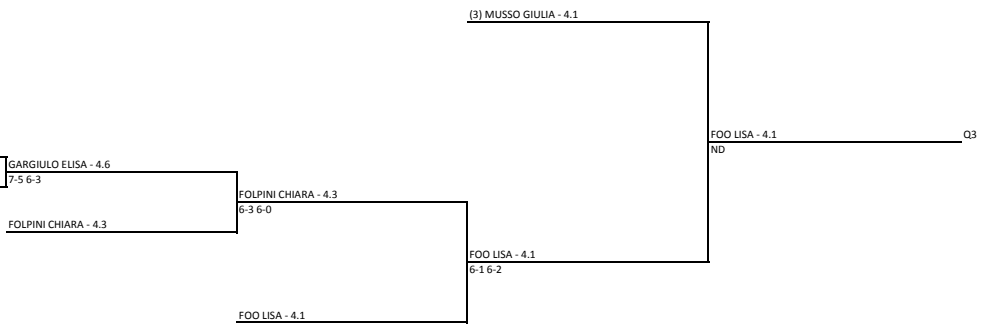 (3) MUSSO GIULIA - 4.1
FOO LISA - 4.1
Q3
ND
GARGIULO ELISA - 4.6
7-5 6-3
FOLPINI CHIARA - 4.3
6-3 6-0
FOLPINI CHIARA - 4.3
FOO LISA - 4.1
6-1 6-2
FOO LISA - 4.1